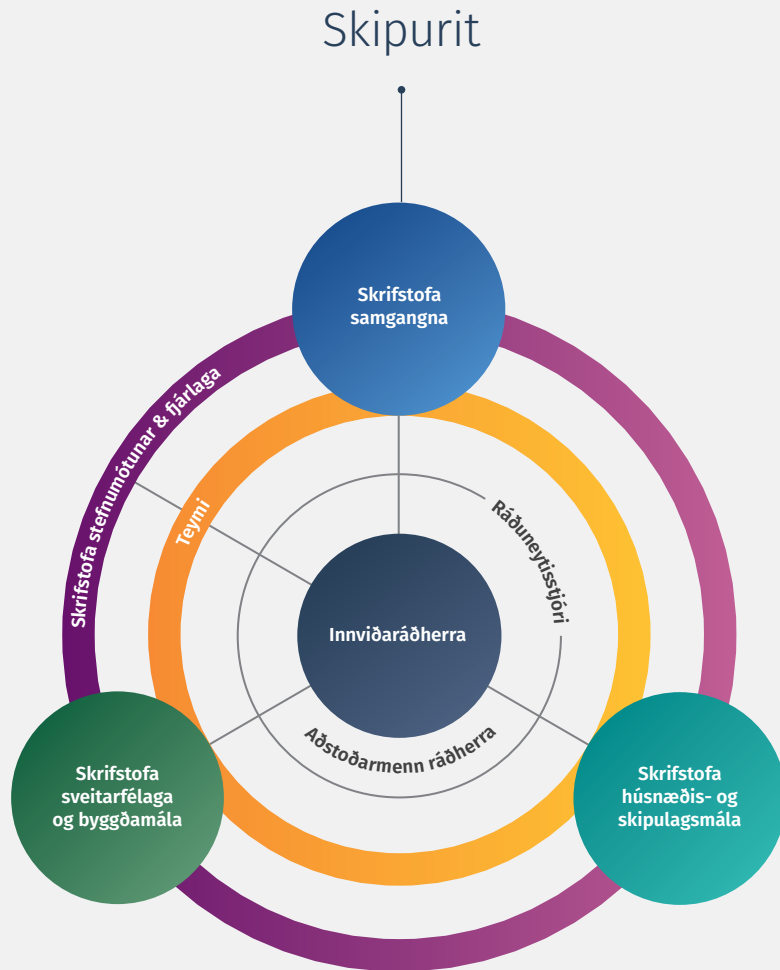 Skipurit
Skrifstofa
samgangna
Skrifstofa stefnumótunar & fjárlaga
Teymi
Ráðuneytisstjóri
Innviðaráðherra
Aðstoðarmenn ráðherra
Skrifstofa
sveitarfélaga
og byggðamála
Skrifstofa
húsnæðis- og
skipulagsmála